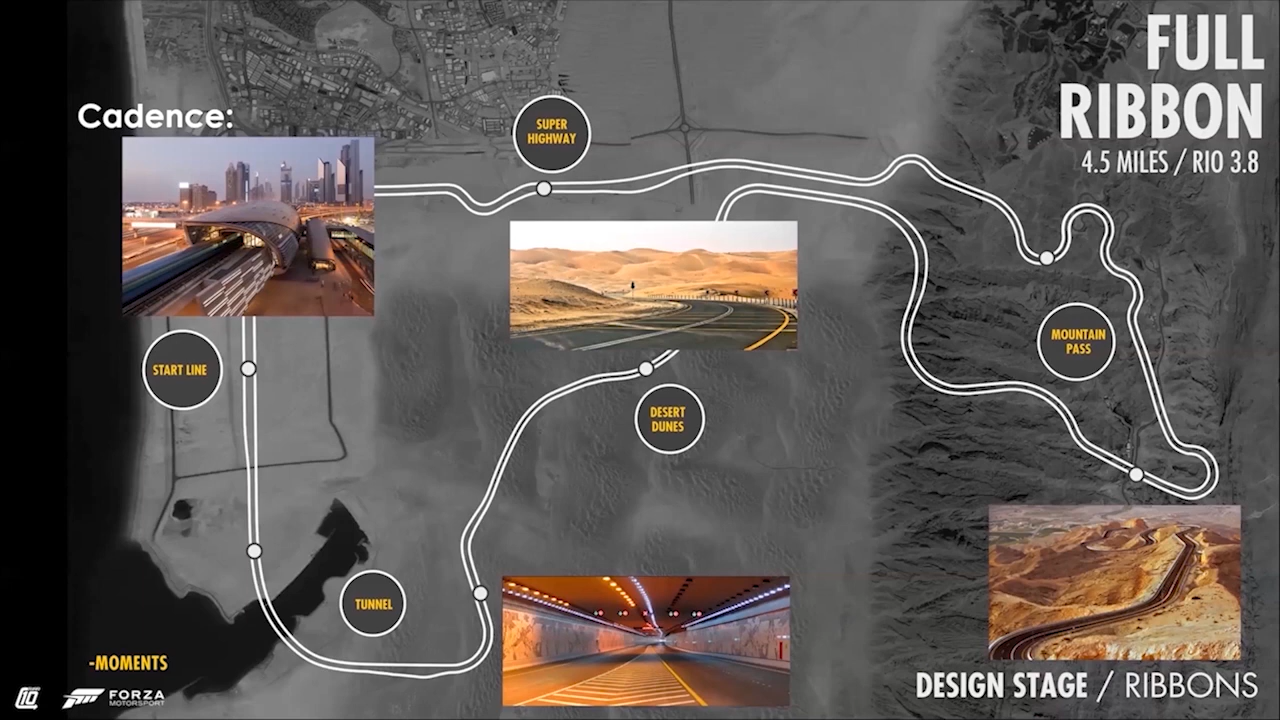 FULL
RIBBON
4.5 MILES / RIO 3.8
Cadence:
SUPER
HIGHWAY
START LINE
MOUNTAIN
PASS
DESERT
DUNES
TUNNEL
-MOMENTS
FORZA
MOTORSPORT
DESIGN STAGE / RIBBONS